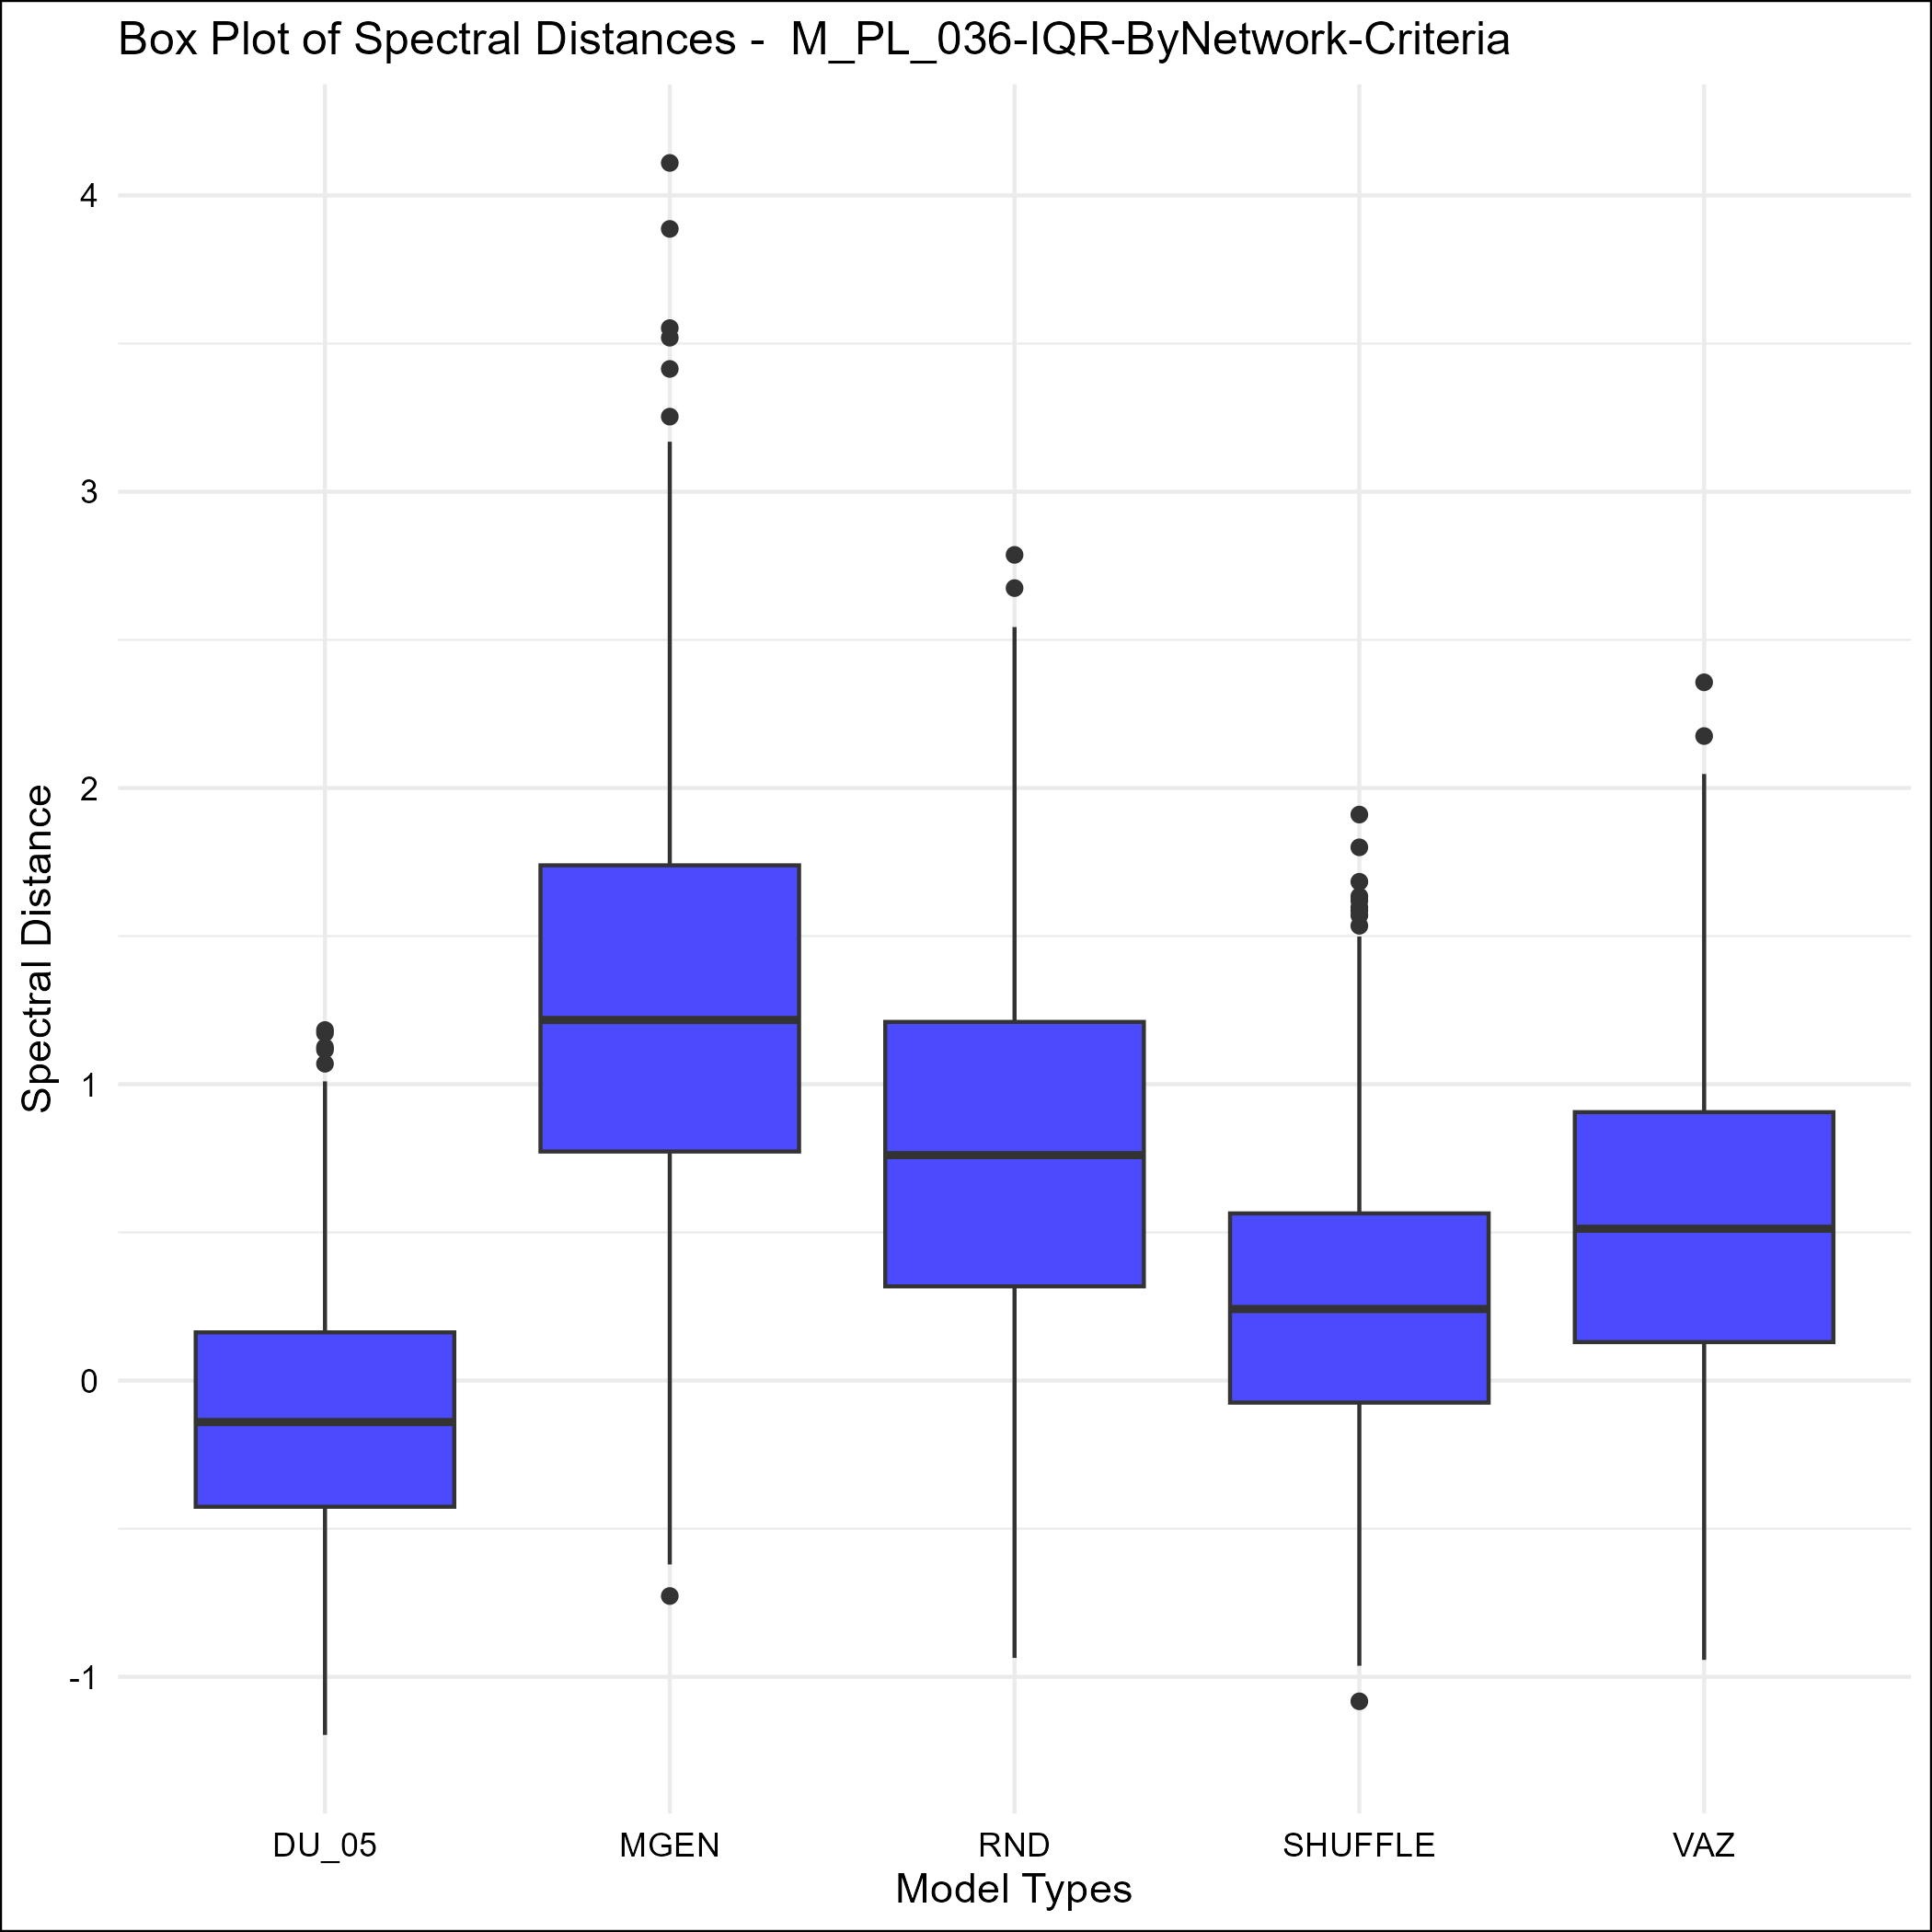 Box Plot of Spectral Distances -  M_PL_036-IQR-ByNetwork-Criteria
Spectral Distance
4
3
2
1
0
-1
DU_05 MGEN RND SHUFFLE VAZ
Model Types